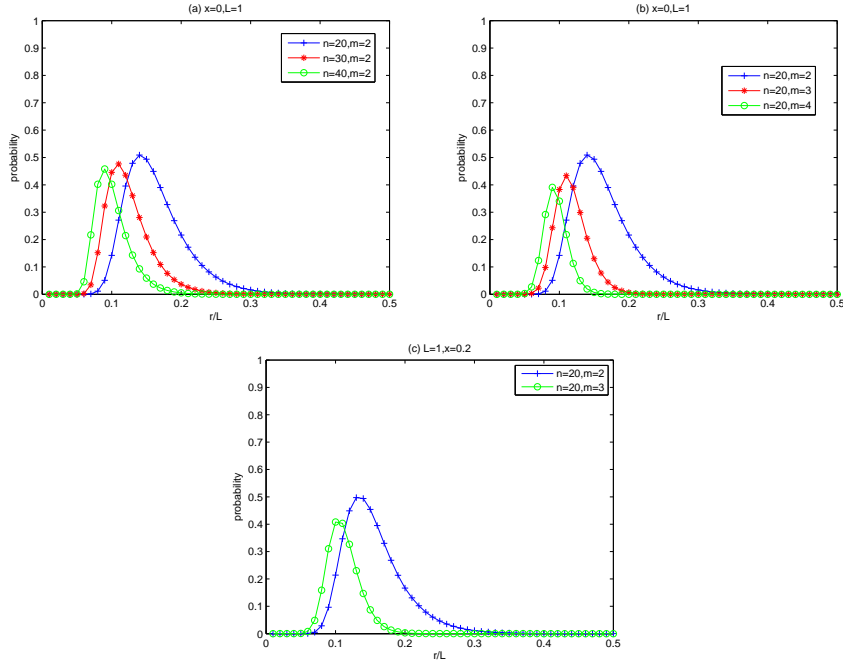 (a) x=0,L=1
1
0.9
0.8
0.7
0.6
0.5
0.4
0.3
0.2
0.1
0
probability
n=20,m=2
n=30,m=2
n=40,m=2
0 0.1 0.2 0.3 0.4 0.5
r/L
(b) x=0,L=1
1
0.9
0.8
0.7
0.6
0.5
0.4
0.3
0.2
0.1
0
probability
n=20,m=2
n=20,m=3
n=20,m=4
0 0.1 0.2 0.3 0.4 0.5
r/L
(c) L=1,x=0.2
1
0.9
0.8
0.7
0.6
0.5
0.4
0.3
0.2
0.1
0
probability
n=20,m=2
n=20,m=3
0 0.1 0.2 0.3 0.4 0.5
r/L